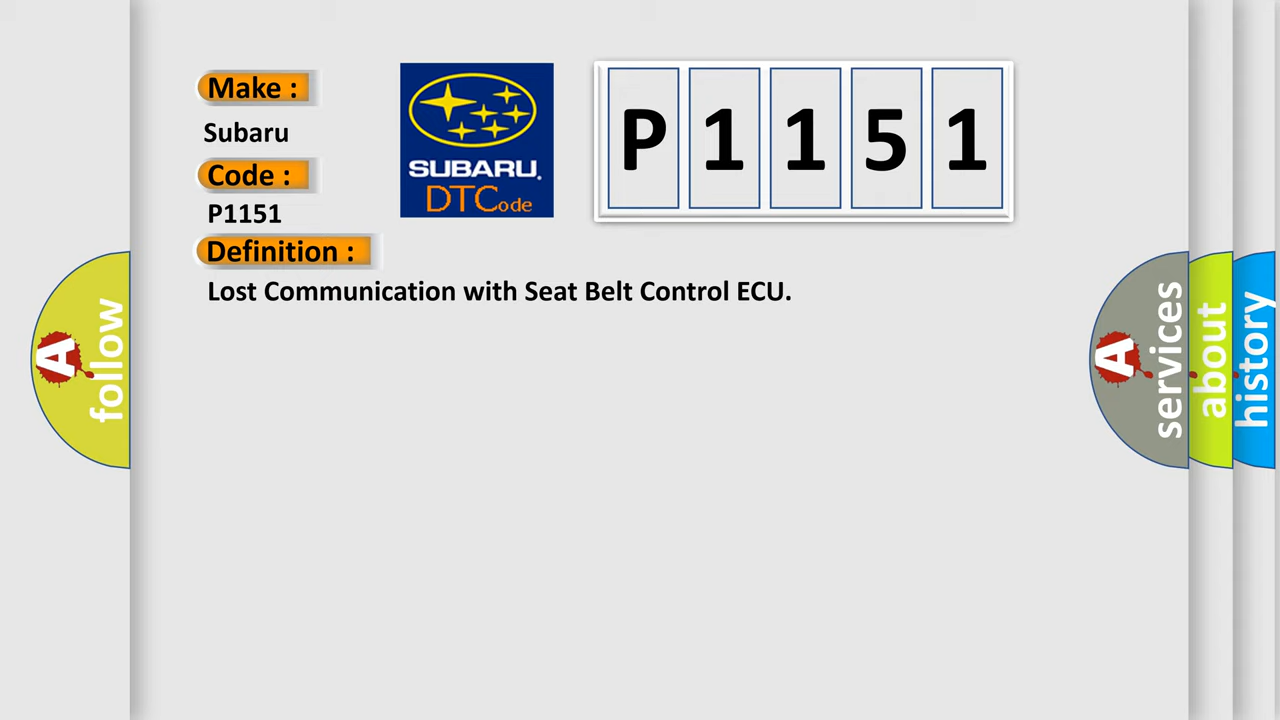 Make :
Subaru
Code :
P1151
Definition :
Lost Communication with Seat Belt Control ECU.
SUBARU.
DTCode
P 1 1 5 1
A follow
A services
about
history